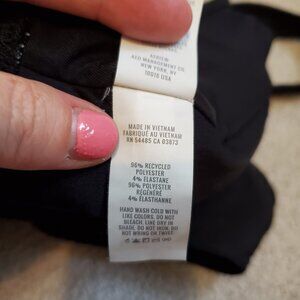 AEO MANAGEMENT CO.
NEW YORK, NY
10018 USA
MADE IN VIETNAM
FABRIQUÉ AU VIETNAM
RN 54485 CA 03873
96% RECYCLED
POLYESTER
4% ELASTANE
96% POLYESTER
RÉGÉNÉRÉ
4% ÉLASTHANNE
HAND WASH COLD WITH
LIKE COLORS. DO NOT
BLEACH. LINE DRY IN
SHADE. DO NOT IRON. DO
NOT WRING OR TWIST